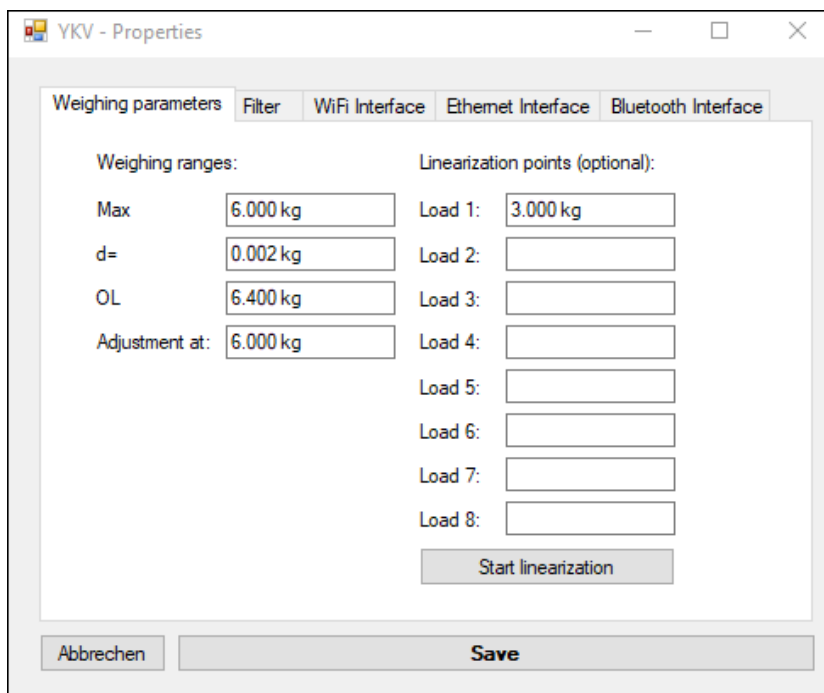 YKV - Properties
Weighing parameters Filter WiFi Interface Ethernet Interface Bluetooth Interface
Weighing ranges: Linearization points (optional):
Max 6.000 kg Load 1: 3.000 kg
d= 0.002 kg Load 2:
OL 6.400 kg Load 3:
Adjustment at: 6.000 kg Load 4:
Load 5:
Load 6:
Load 7:
Load 8:
Start linearization
Abbrechen Save